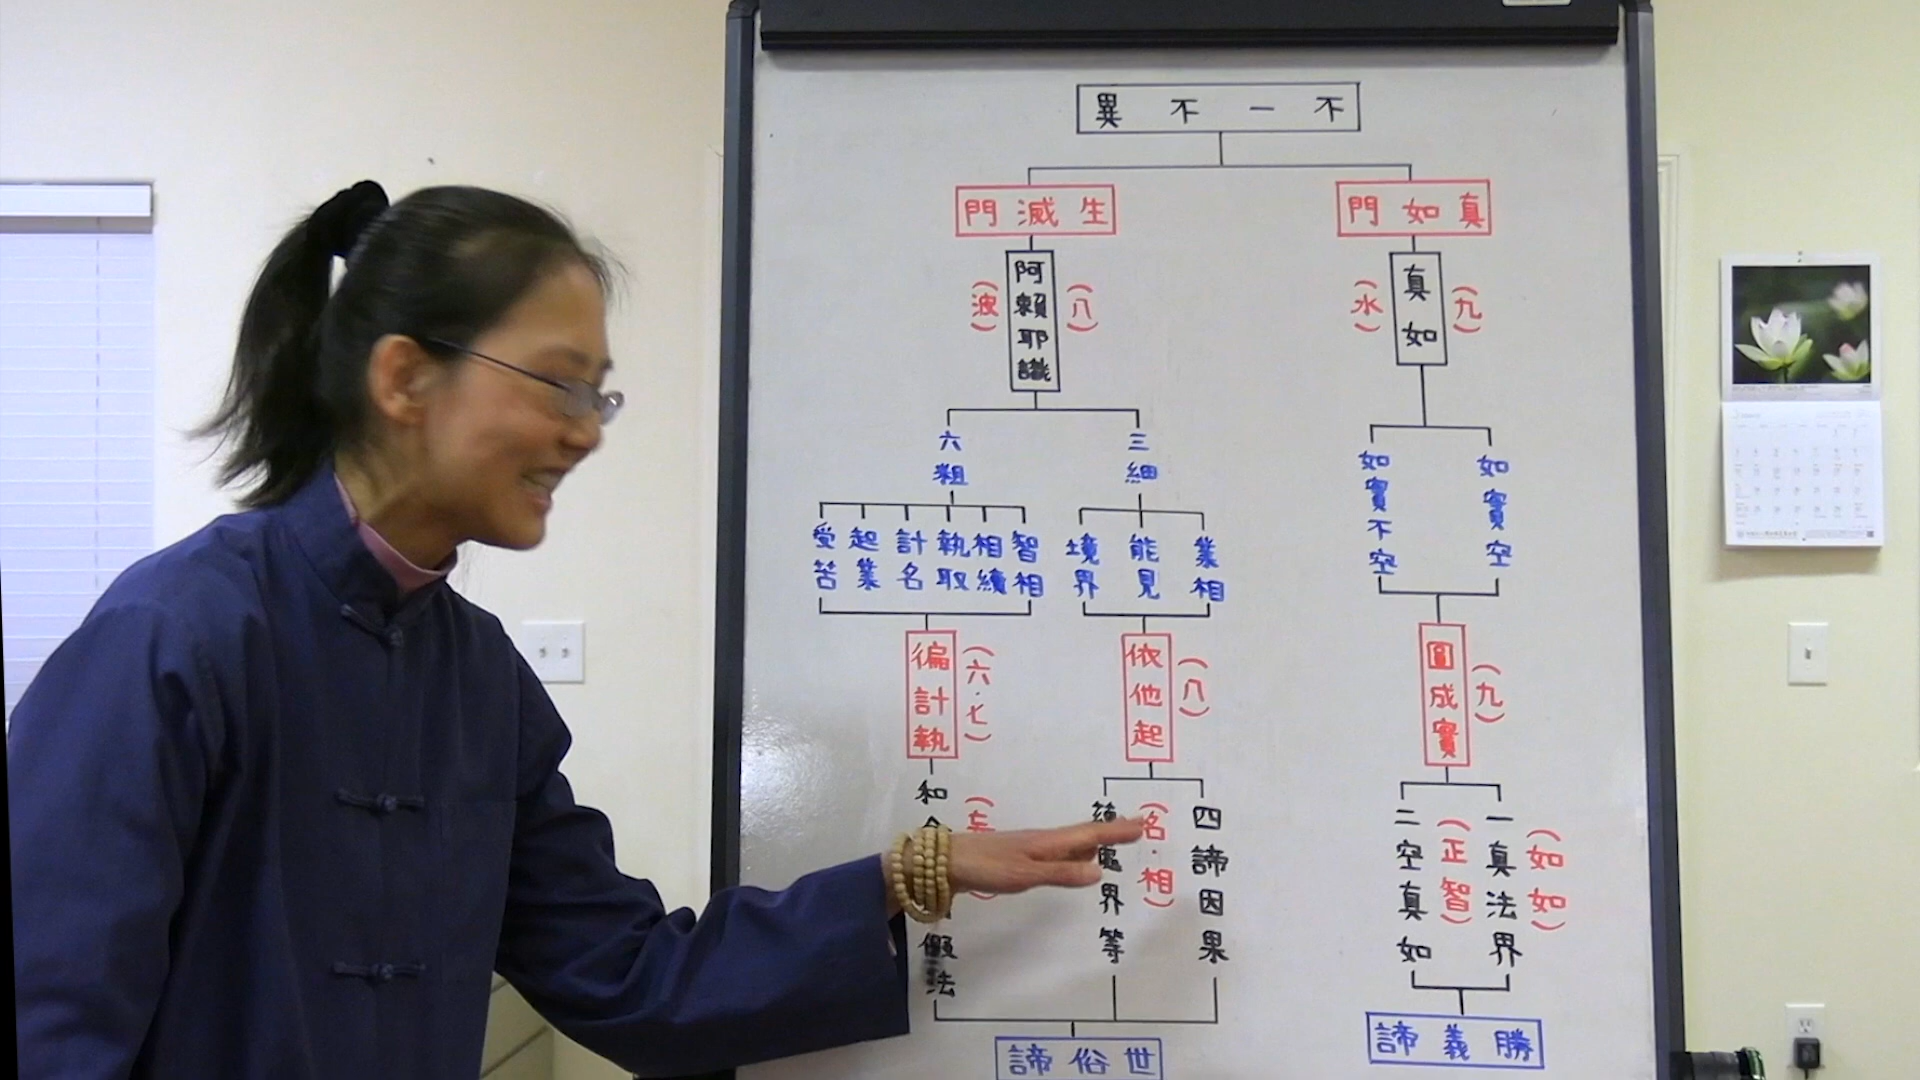 不一不異
真如門
生滅門
真如
(九)
(水)
阿賴耶識
(八)
(波)
如實空
如實不空
三細
六粗
業相
能見
境界
智相
相續
執取
計名
起業
受苦
圓成實
(九)
依他起
(八)
徧計執
(六·七)
一真法界
(如如)
二空真如
(正智)
四諦因果
(名·相)
界等
和
假法
勝義諦
世俗諦